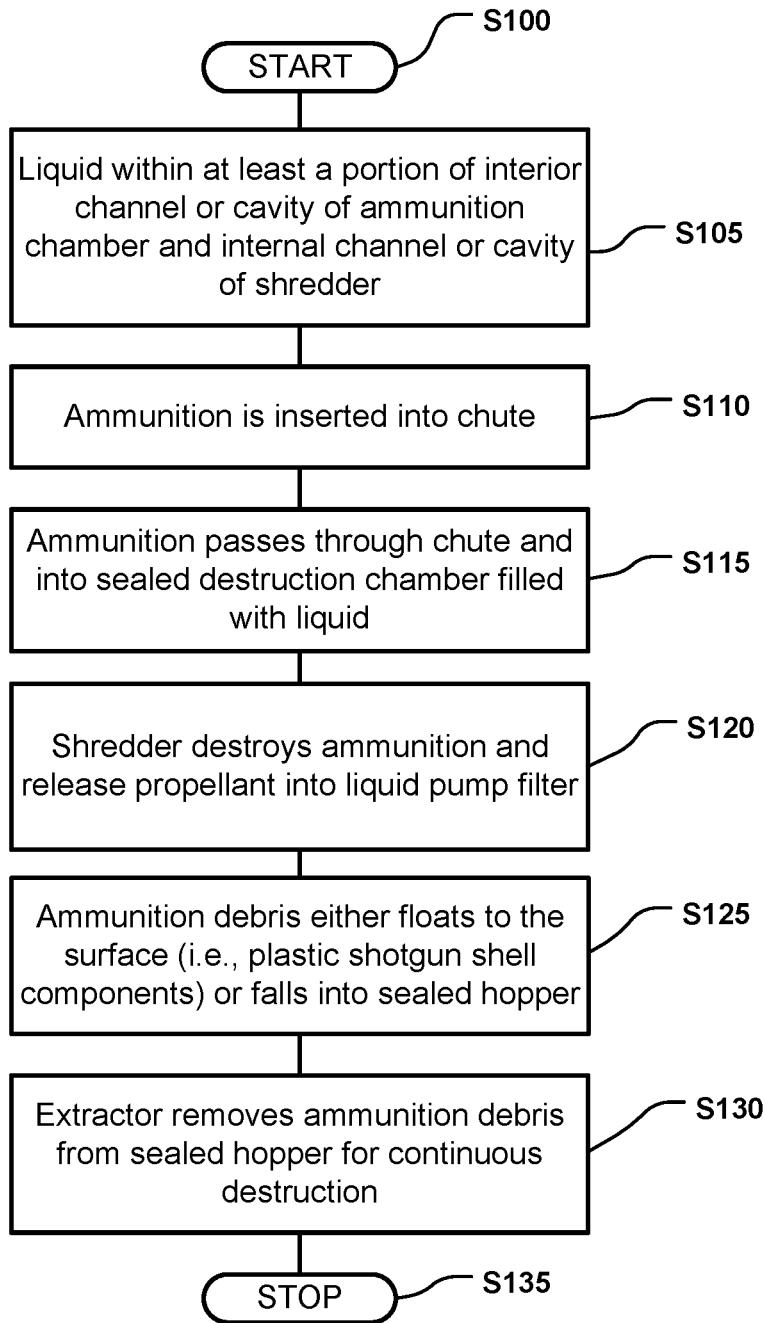 S100
START
Liquid within at least a portion of interior
channel or cavity of ammunition
chamber and internal channel or cavity
of shredder
S105
Ammunition is inserted into chute
S110
Ammunition passes through chute and
into sealed destruction chamber filled
with liquid
S115
Shredder destroys ammunition and
release propellant into liquid pump filter
S120
Ammunition debris either floats to the
surface (i.e., plastic shotgun shell
components) or falls into sealed hopper
S125
Extractor removes ammunition debris
from sealed hopper for continuous
destruction
S130
STOP
S135